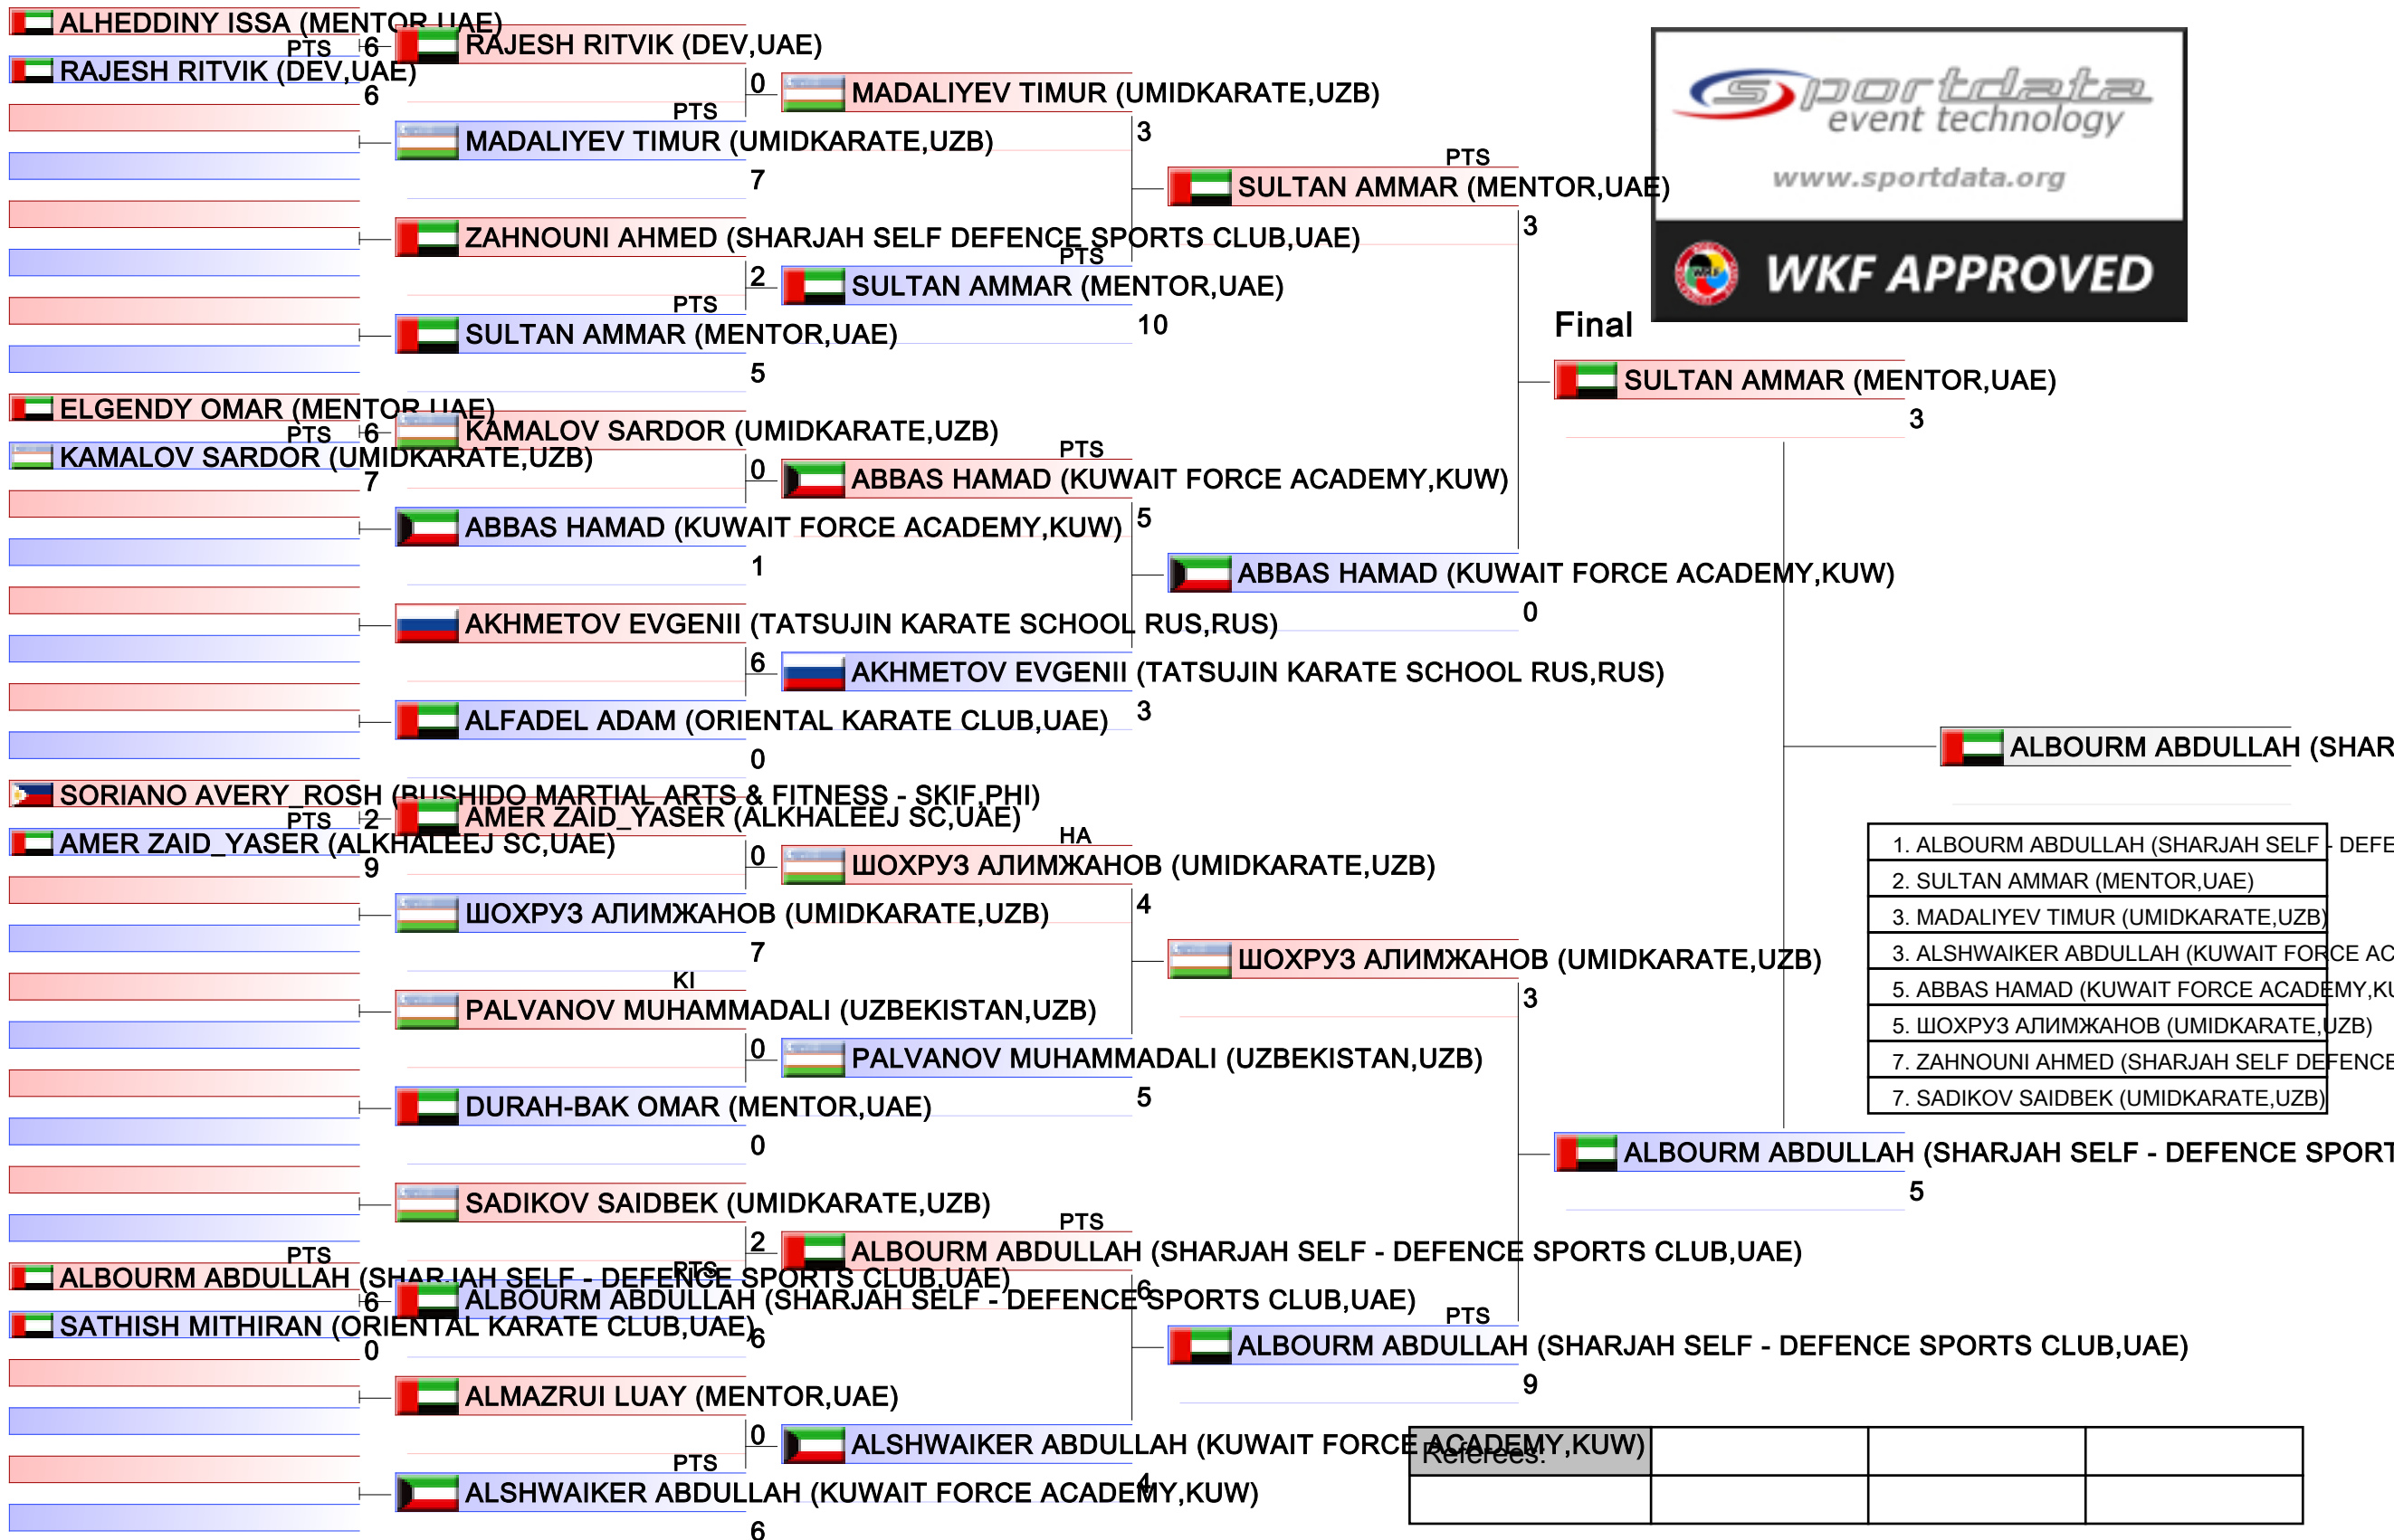 ALHEDDINY ISSA (MENTOR,UAE)
PTS 6
RAJESH RITVIK (DEV,UAE)
6
RAJESH RITVIK (DEV,UAE)
0
PTS
MADALIYEV TIMUR (UMIDKARATE,UZB)
7
ZAHNOUNI AHMED (SHARJAH SELF DEFENCE SPORTS CLUB,UAE)
2
PTS
SULTAN AMMAR (MENTOR,UAE)
5
ELGENDY OMAR (MENTOR,UAE)
PTS 6
KAMALOV SARDOR (UMIDKARATE,UZB)
7
KAMALOV SARDOR (UMIDKARATE,UZB)
0
ABBAS HAMAD (KUWAIT FORCE ACADEMY,KUW)
1
AKHMETOV EVGENII (TATSUJIN KARATE SCHOOL RUS,RUS)
6
ALFADEL ADAM (ORIENTAL KARATE CLUB,UAE)
0
SORIANO AVERY_ROSH (BUSHIDO MARTIAL ARTS & FITNESS - SKIF,PHI)
PTS 2
AMER ZAID_YASER (ALKHALEEJ SC,UAE)
9
AMER ZAID_YASER (ALKHALEEJ SC,UAE)
0
ШОХРУЗ АЛИМЖАНОВ (UMIDKARATE,UZB)
7
KI
PALVANOV MUHAMMADALI (UZBEKISTAN,UZB)
0
DURAH-BAK OMAR (MENTOR,UAE)
0
SADIKOV SAIDBEK (UMIDKARATE,UZB)
2
PTS
ALBOURM ABDULLAH (SHARJAH SELF - DEFENCE SPORTS CLUB,UAE)
6
SATHISH MITHIRAN (ORIENTAL KARATE CLUB,UAE)
0
PTS
ALBOURM ABDULLAH (SHARJAH SELF - DEFENCE SPORTS CLUB,UAE)
6
ALMAZRUI LUAY (MENTOR,UAE)
0
PTS
ALSHWAIKER ABDULLAH (KUWAIT FORCE ACADEMY,KUW)
6
MADALIYEV TIMUR (UMIDKARATE,UZB)
3
PTS
SULTAN AMMAR (MENTOR,UAE)
10
PTS
ABBAS HAMAD (KUWAIT FORCE ACADEMY,KUW)
5
AKHMETOV EVGENII (TATSUJIN KARATE SCHOOL RUS,RUS)
3
HA
ШОХРУЗ АЛИМЖАНОВ (UMIDKARATE,UZB)
4
PALVANOV MUHAMMADALI (UZBEKISTAN,UZB)
5
PTS
ALBOURM ABDULLAH (SHARJAH SELF - DEFENCE SPORTS CLUB,UAE)
6
ALSHWAIKER ABDULLAH (KUWAIT FORCE ACADEMY,KUW)
4
PTS
SULTAN AMMAR (MENTOR,UAE)
3
ABBAS HAMAD (KUWAIT FORCE ACADEMY,KUW)
0
ШОХРУЗ АЛИМЖАНОВ (UMIDKARATE,UZB)
3
PTS
ALBOURM ABDULLAH (SHARJAH SELF - DEFENCE SPORTS CLUB,UAE)
9
sportdata
event technology
www.sportdata.org
WKF
WKF APPROVED
Final
SULTAN AMMAR (MENTOR,UAE)
3
ALBOURM ABDULLAH (SHARJAH SELF - DEFENCE SPORT
5
ALBOURM ABDULLAH (SHAR
1. ALBOURM ABDULLAH (SHARJAH SELF - DEFE
2. SULTAN AMMAR (MENTOR,UAE)
3. MADALIYEV TIMUR (UMIDKARATE,UZB)
3. ALSHWAIKER ABDULLAH (KUWAIT FORCE AC
5. ABBAS HAMAD (KUWAIT FORCE ACADEMY,KU
5. ШОХРУЗ АЛИМЖАНОВ (UMIDKARATE,UZB)
7. ZAHNOUNI AHMED (SHARJAH SELF DEFENCE
7. SADIKOV SAIDBEK (UMIDKARATE,UZB)
Referees: